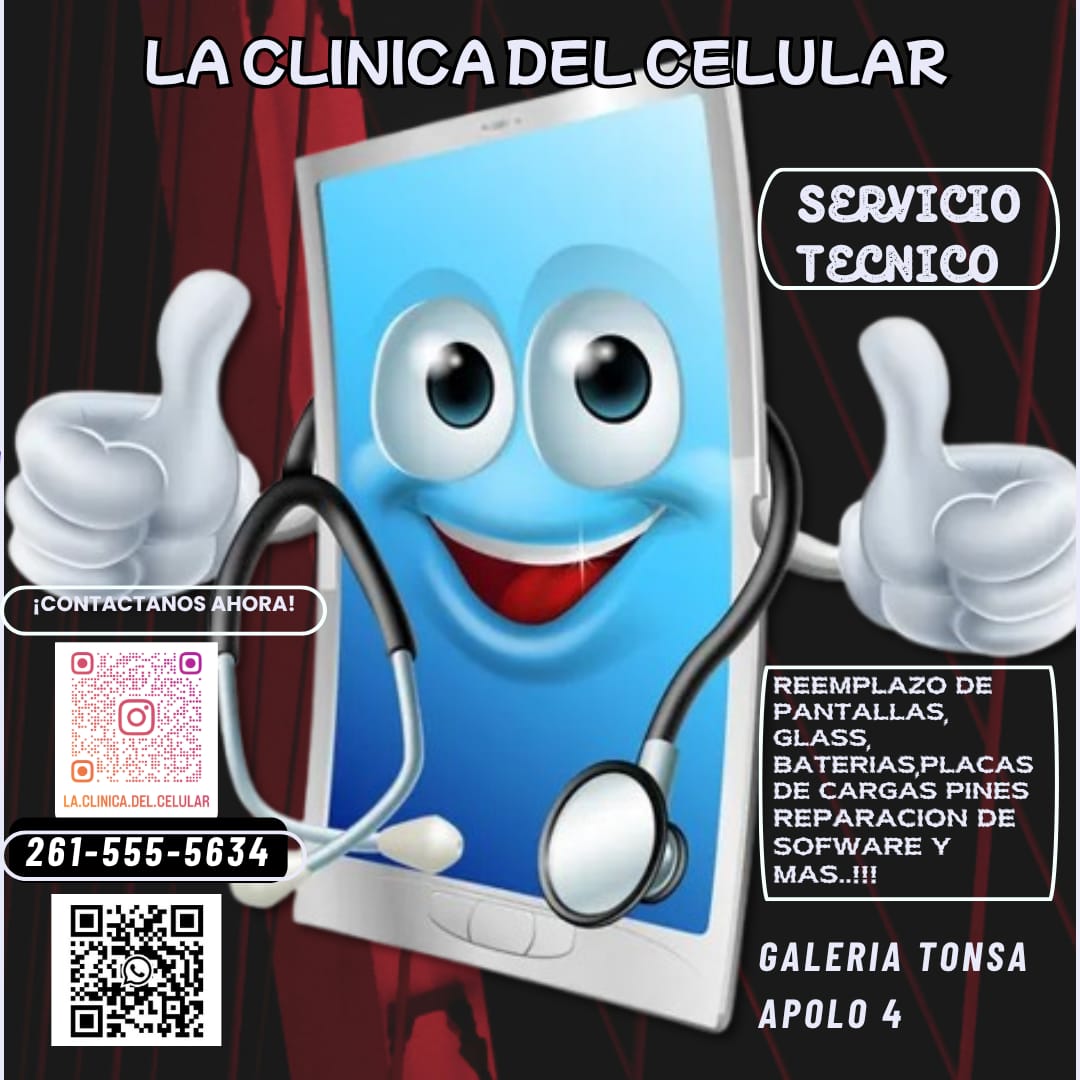 LA CLINICA DEL CELULAR
SERVICIO
TECNICO
¡CONTACTANOS AHORA!
LA.CLINICA.DEL.CELULAR
261-555-5634
REEMPLAZO DE
PANTALLAS,
GLASS,
BATERIAS,PLACAS
DE CARGAS PINES
REPARACION DE
SOFWARE Y
MAS..!!!
GALERIA TONSA
APOLO 4